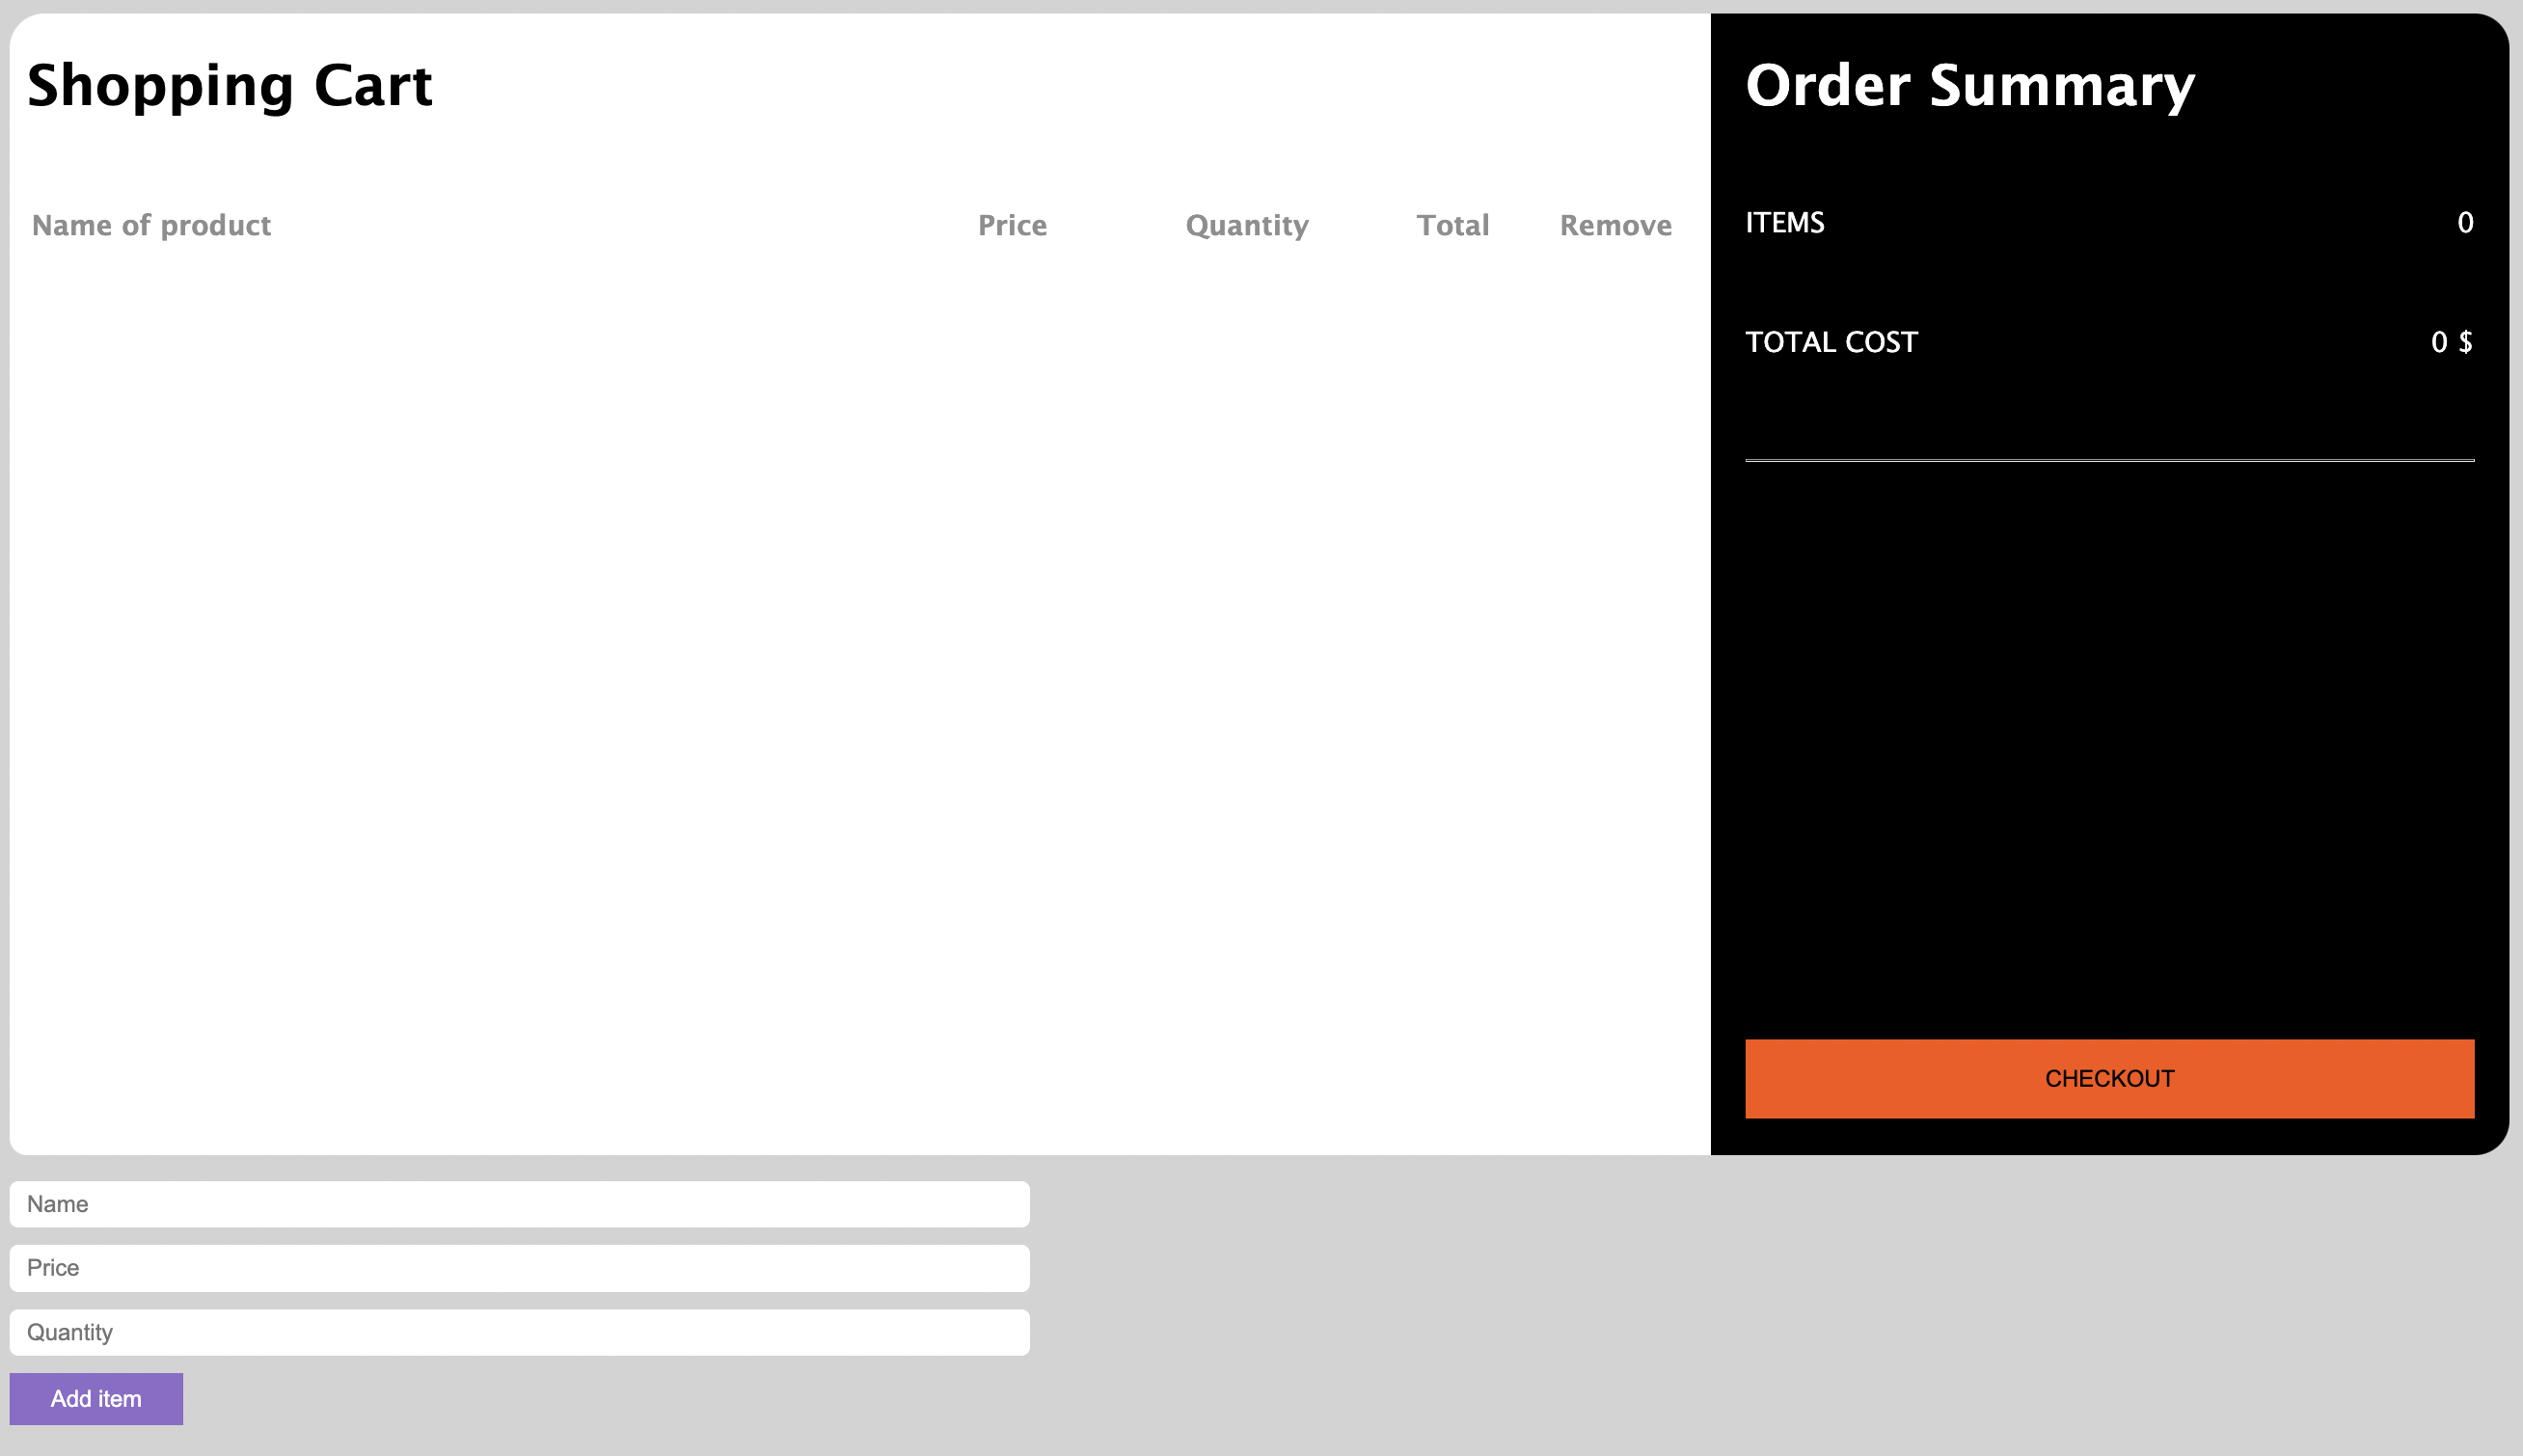 Shopping Cart
Name of product Price Quantity Total Remove
Order Summary
ITEMS 0
TOTAL COST 0 $
CHECKOUT
Name
Price
Quantity
Add item